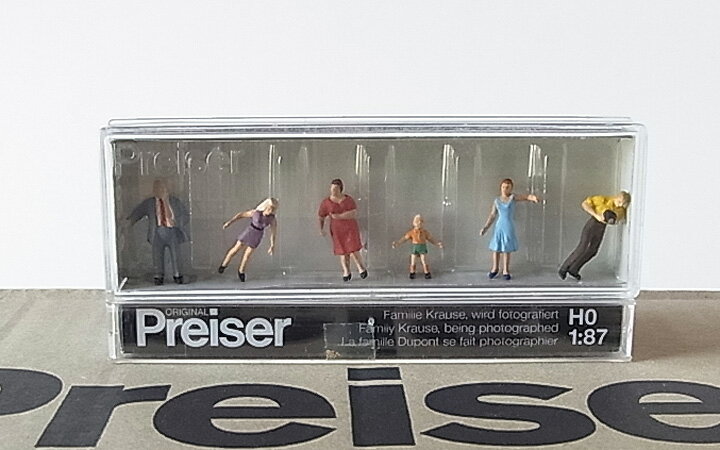 Preiser
ORIGINAL
Preiser
Familie Krause, wird fotografiert
Family Krause, being photographed
La famille Dupont se fait photographier
H0
1:87
Preise